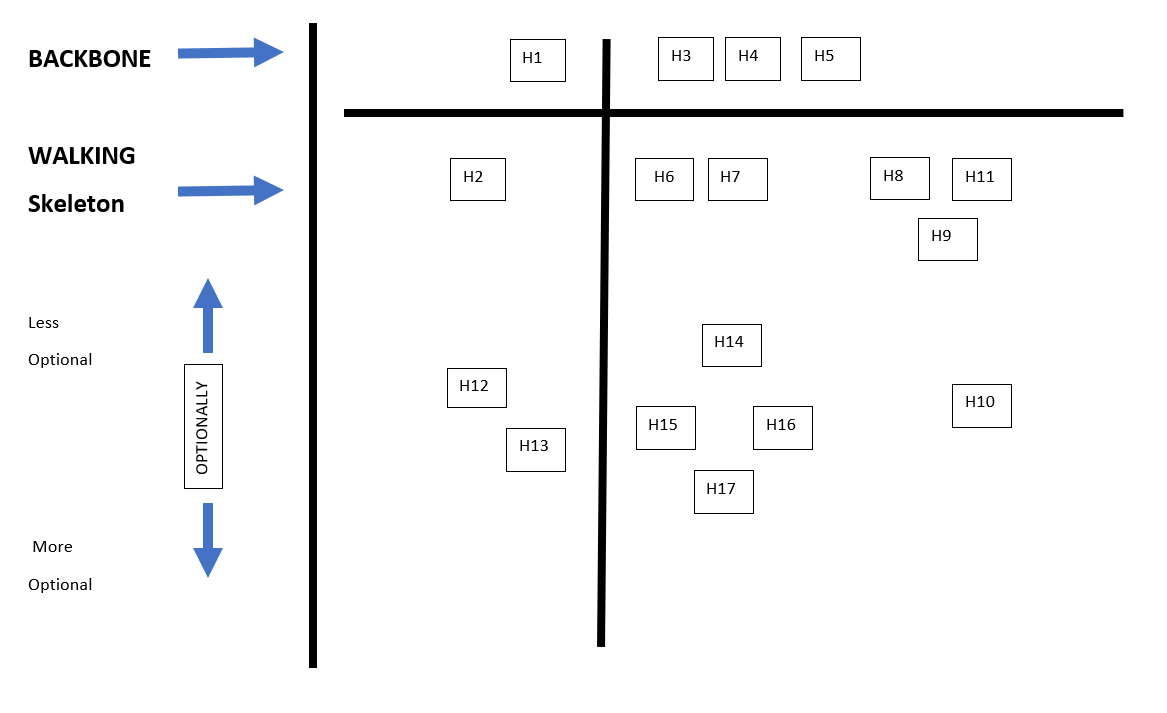 BACKBONE
H1
H3
H4
H5
WALKING
Skeleton
H2
H6
H7
H8
H11
H9
Less
Optional
OPTIONALLY
H14
H12
H10
H15
H16
H13
H17
More
Optional